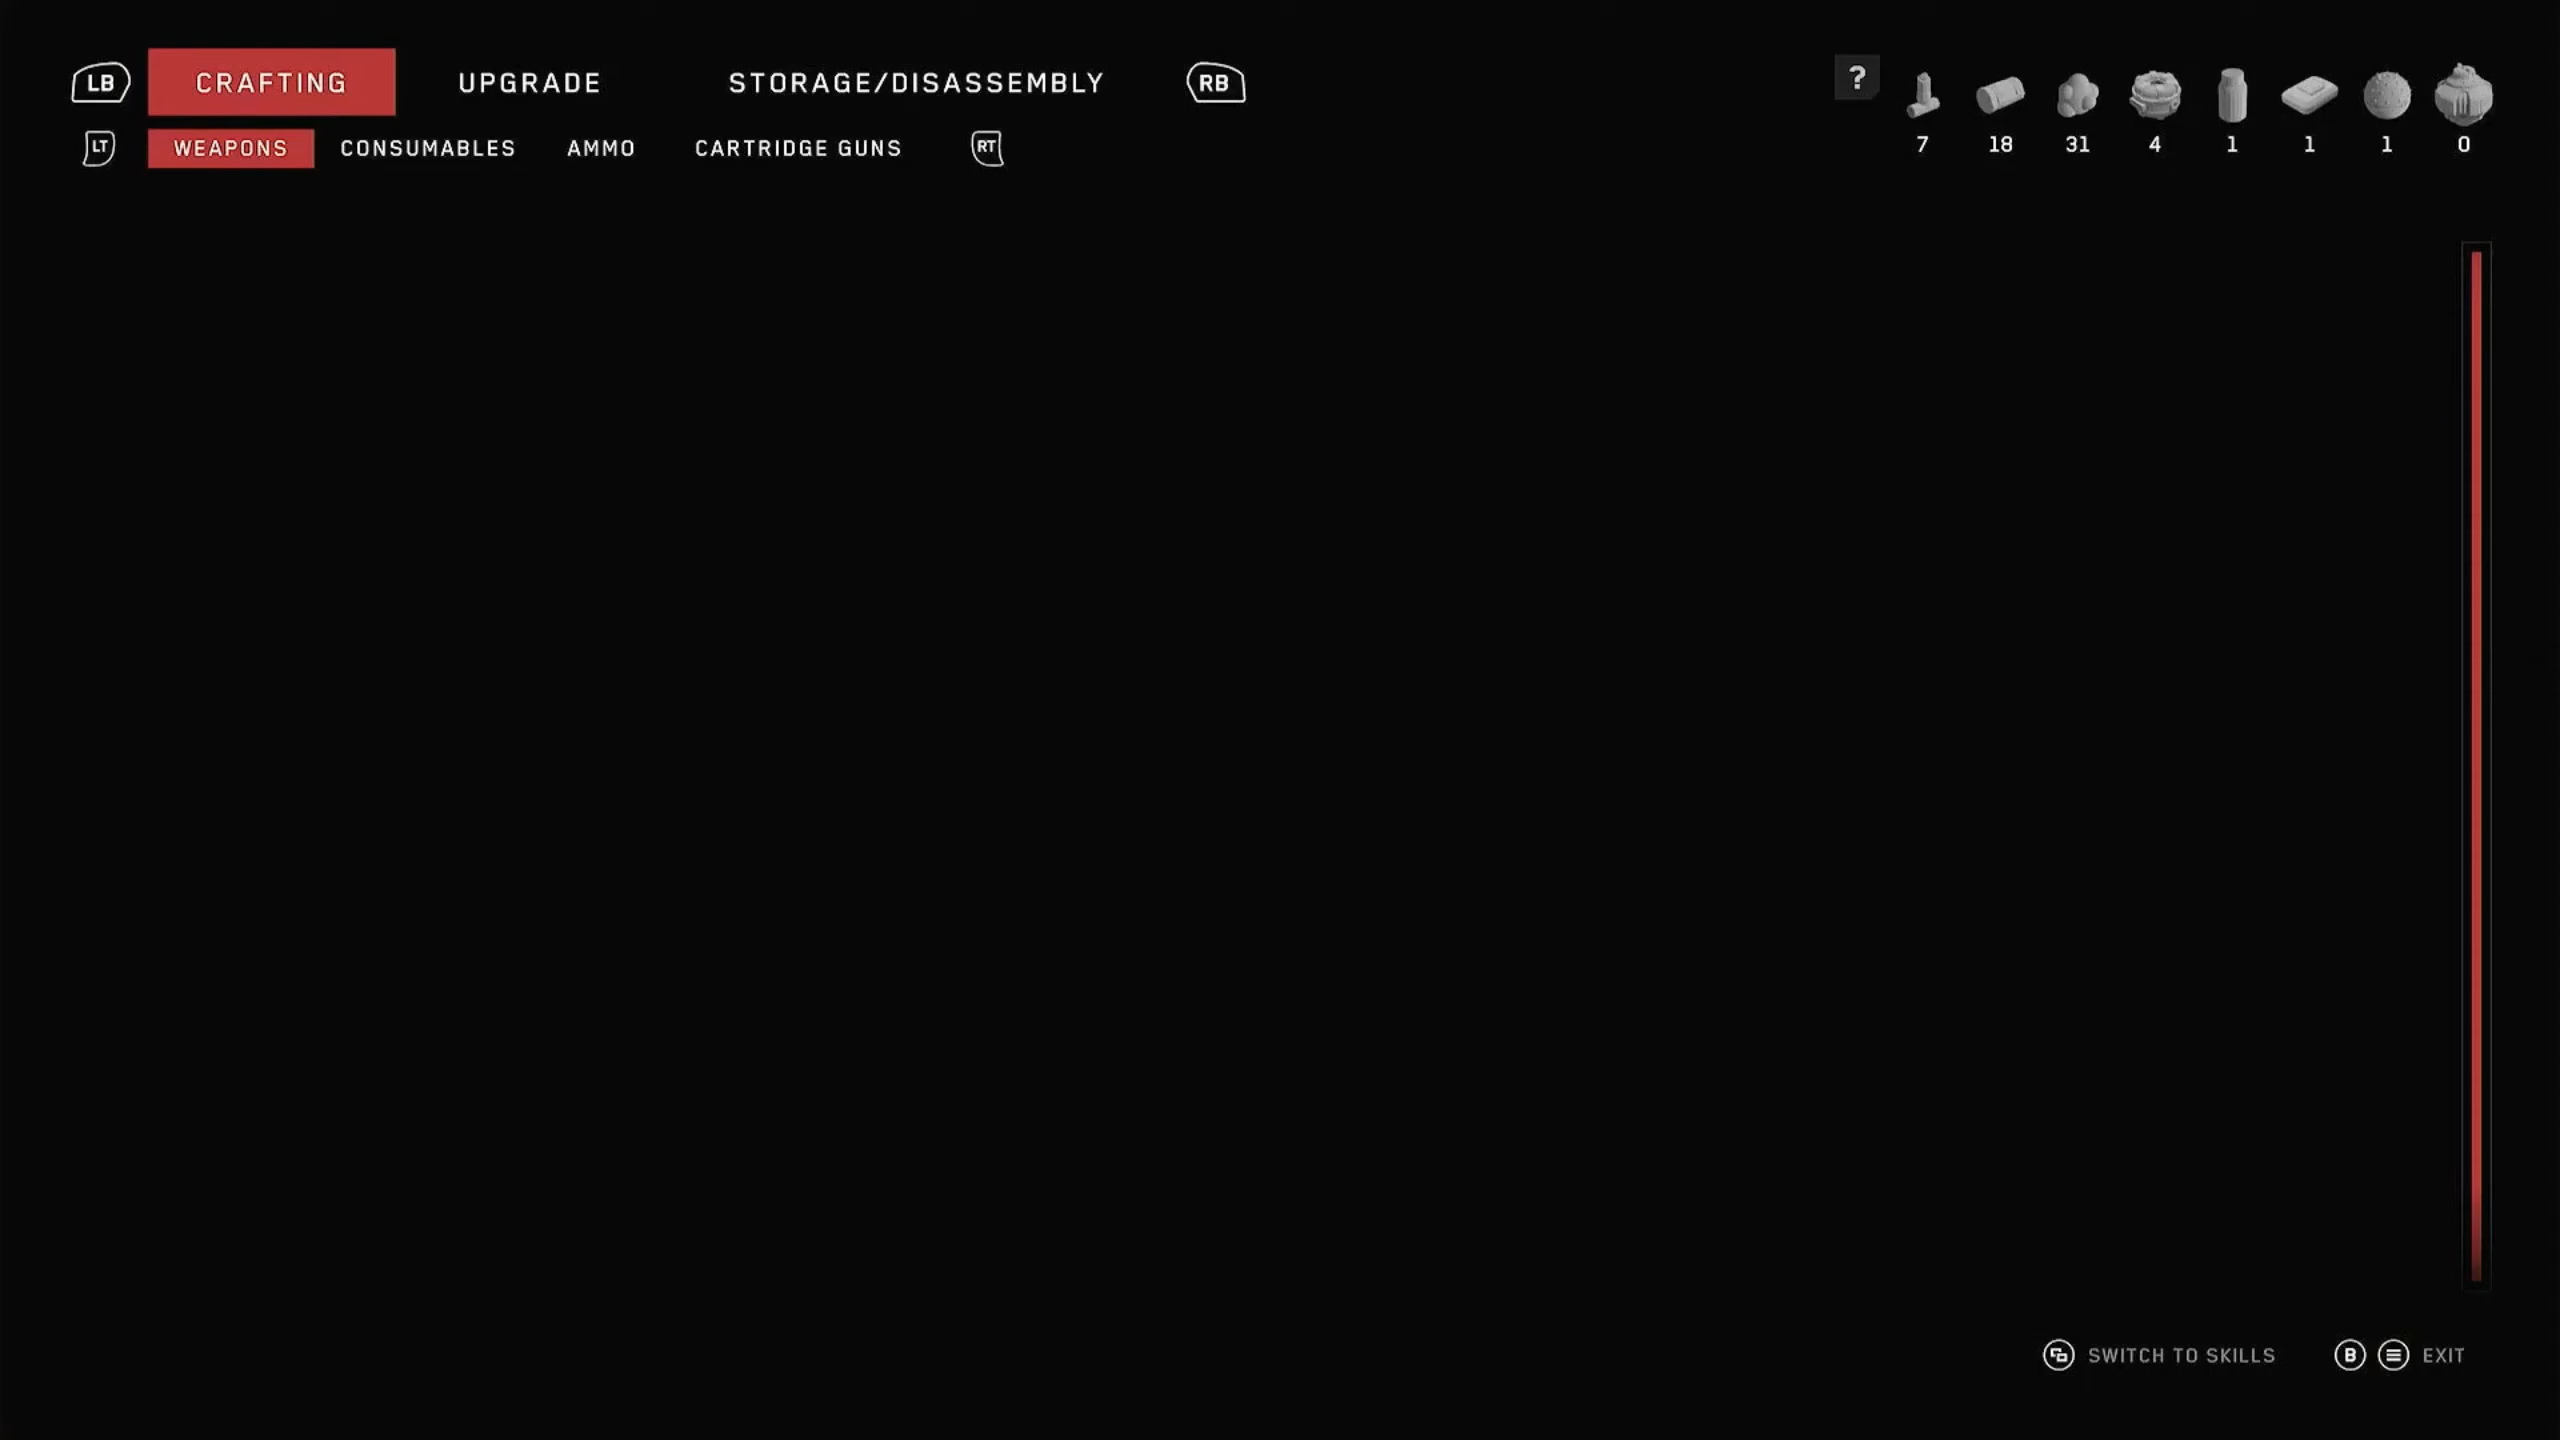 LB CRAFTING UPGRADE STORAGE/DISASSEMBLY RB ?
LT WEAPONS CONSUMABLES AMMO CARTRIDGE GUNS RT
7 18 31 4 1 1 1 0
SWITCH TO SKILLS B EXIT